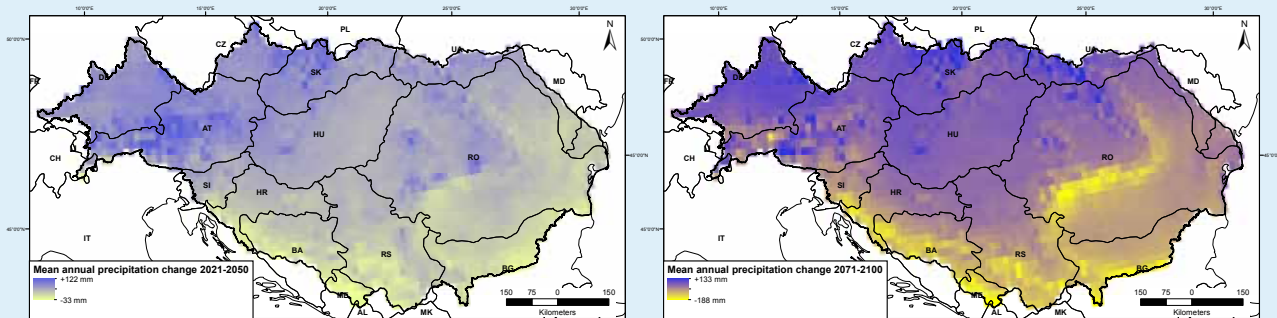 10°0'0"E 15°0'0"E 20°0'0"E 25°0'0"E 30°0'0"E
N
PL
CZ
UA
50°0'0"N
SK
MD
AT
HU
CH
RO
45°0'0"N
SI
HR
45°0'0"N
IT
BA
RS
BG
Mean annual precipitation change 2021-2050
+122 mm
-33 mm
AL
MK
150 75 0 150
Kilometers
10°0'0"E 15°0'0"E 20°0'0"E 25°0'0"E 30°0'0"E
N
PL
CZ
UA
50°0'0"N
DE
SK
MD
AT
HU
CH
RO
45°0'0"N
SI
HR
45°0'0"N
IT
BA
RS
BG
Mean annual precipitation change 2071-2100
+133 mm
-188 mm
AL
MK
150 75 0 150
Kilometers